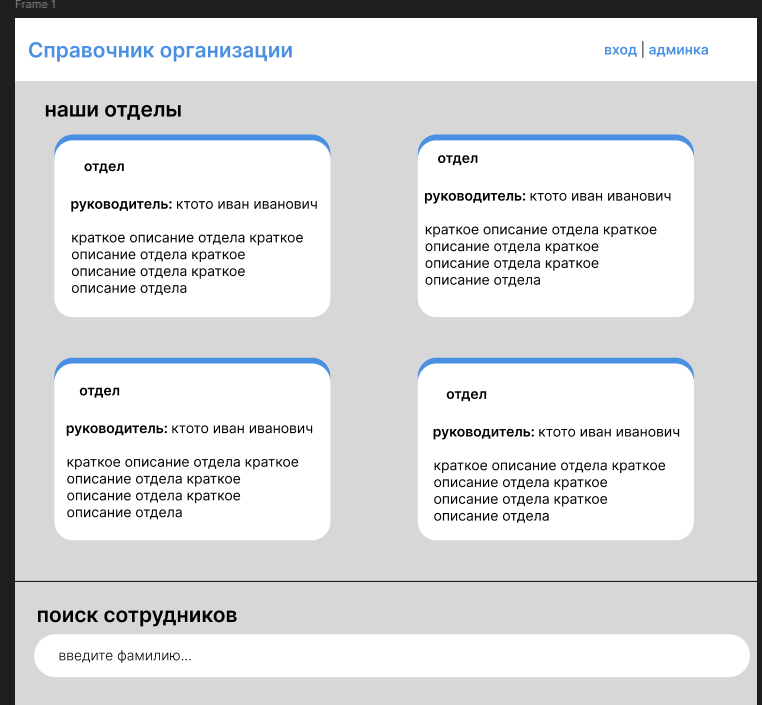 Frame 1
Справочник организации
вход | админка
наши отделы
отдел
руководитель: ктото иван иванович
краткое описание отдела краткое
описание отдела краткое
описание отдела краткое
описание отдела
отдел
руководитель: ктото иван иванович
краткое описание отдела краткое
описание отдела краткое
описание отдела краткое
описание отдела
отдел
руководитель: ктото иван иванович
краткое описание отдела краткое
описание отдела краткое
описание отдела краткое
описание отдела
отдел
руководитель: ктото иван иванович
краткое описание отдела краткое
описание отдела краткое
описание отдела краткое
описание отдела
поиск сотрудников
введите фамилию...